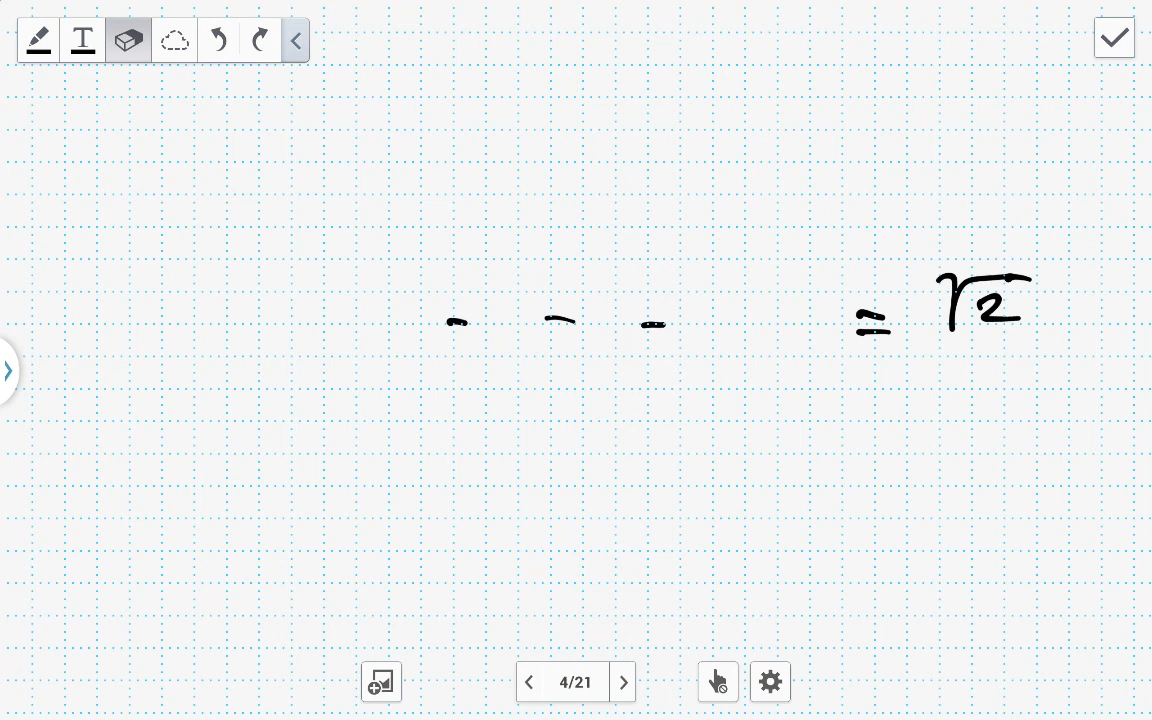 - - - = √2
4/21